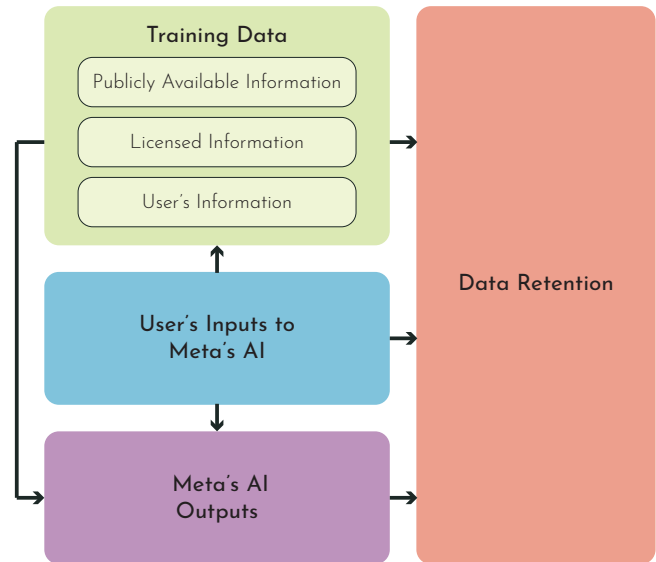 Training Data
Publicly Available Information
Licensed Information
User's Information
User's Inputs to
Meta's AI
Meta's AI
Outputs
Data Retention